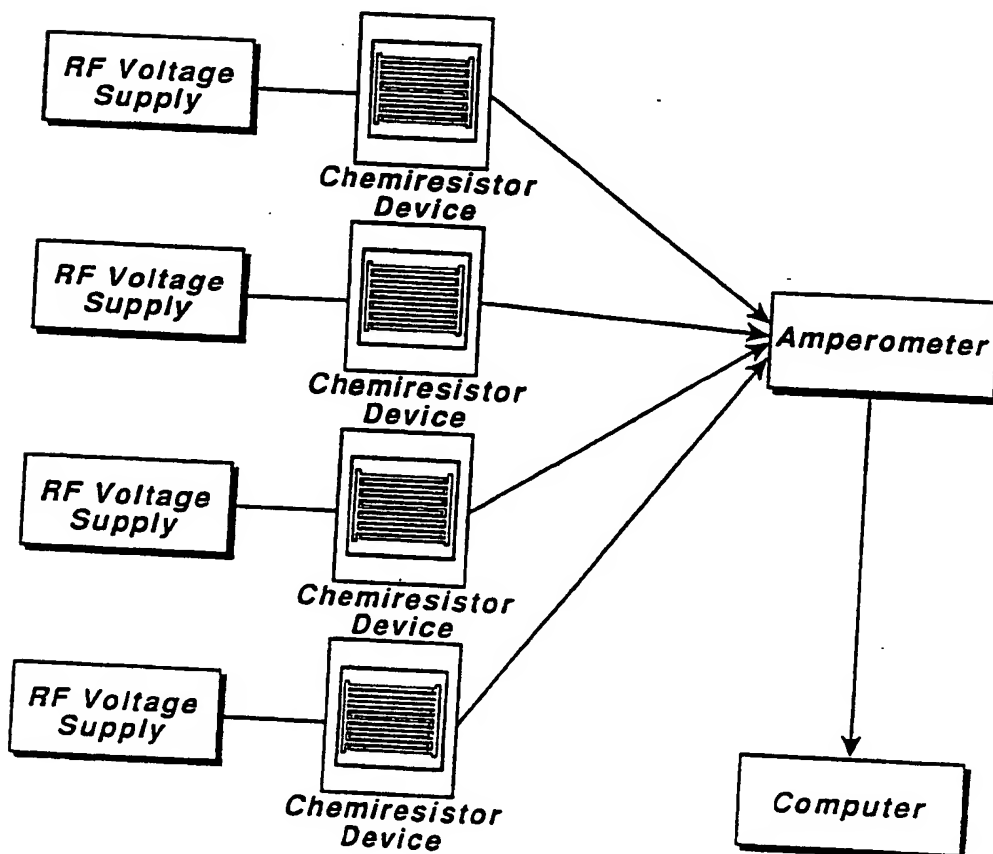 RF Voltage
Supply
Chemiresistor
Device
RF Voltage
Supply
Chemiresistor
Device
Amperometer
RF Voltage
Supply
Chemiresistor
Device
RF Voltage
Supply
Chemiresistor
Device
Computer